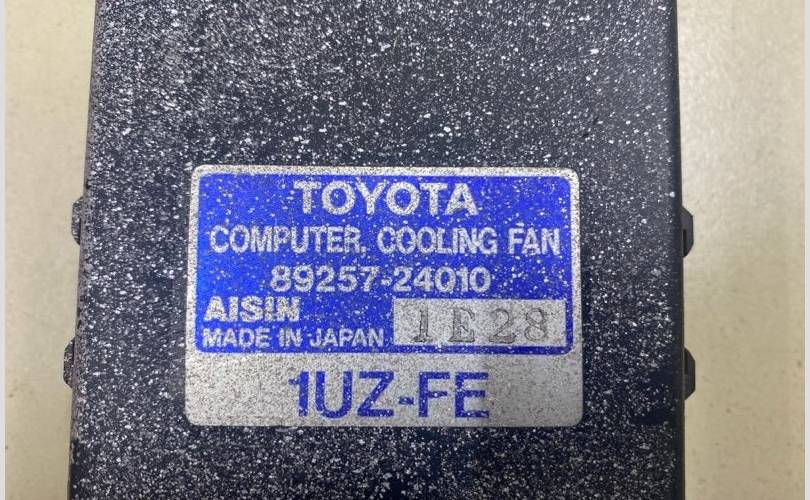 TOYOTA
COMPUTER, COOLING FAN
89257-24010
AISIN
MADE IN JAPAN 1E28
1UZ-FE